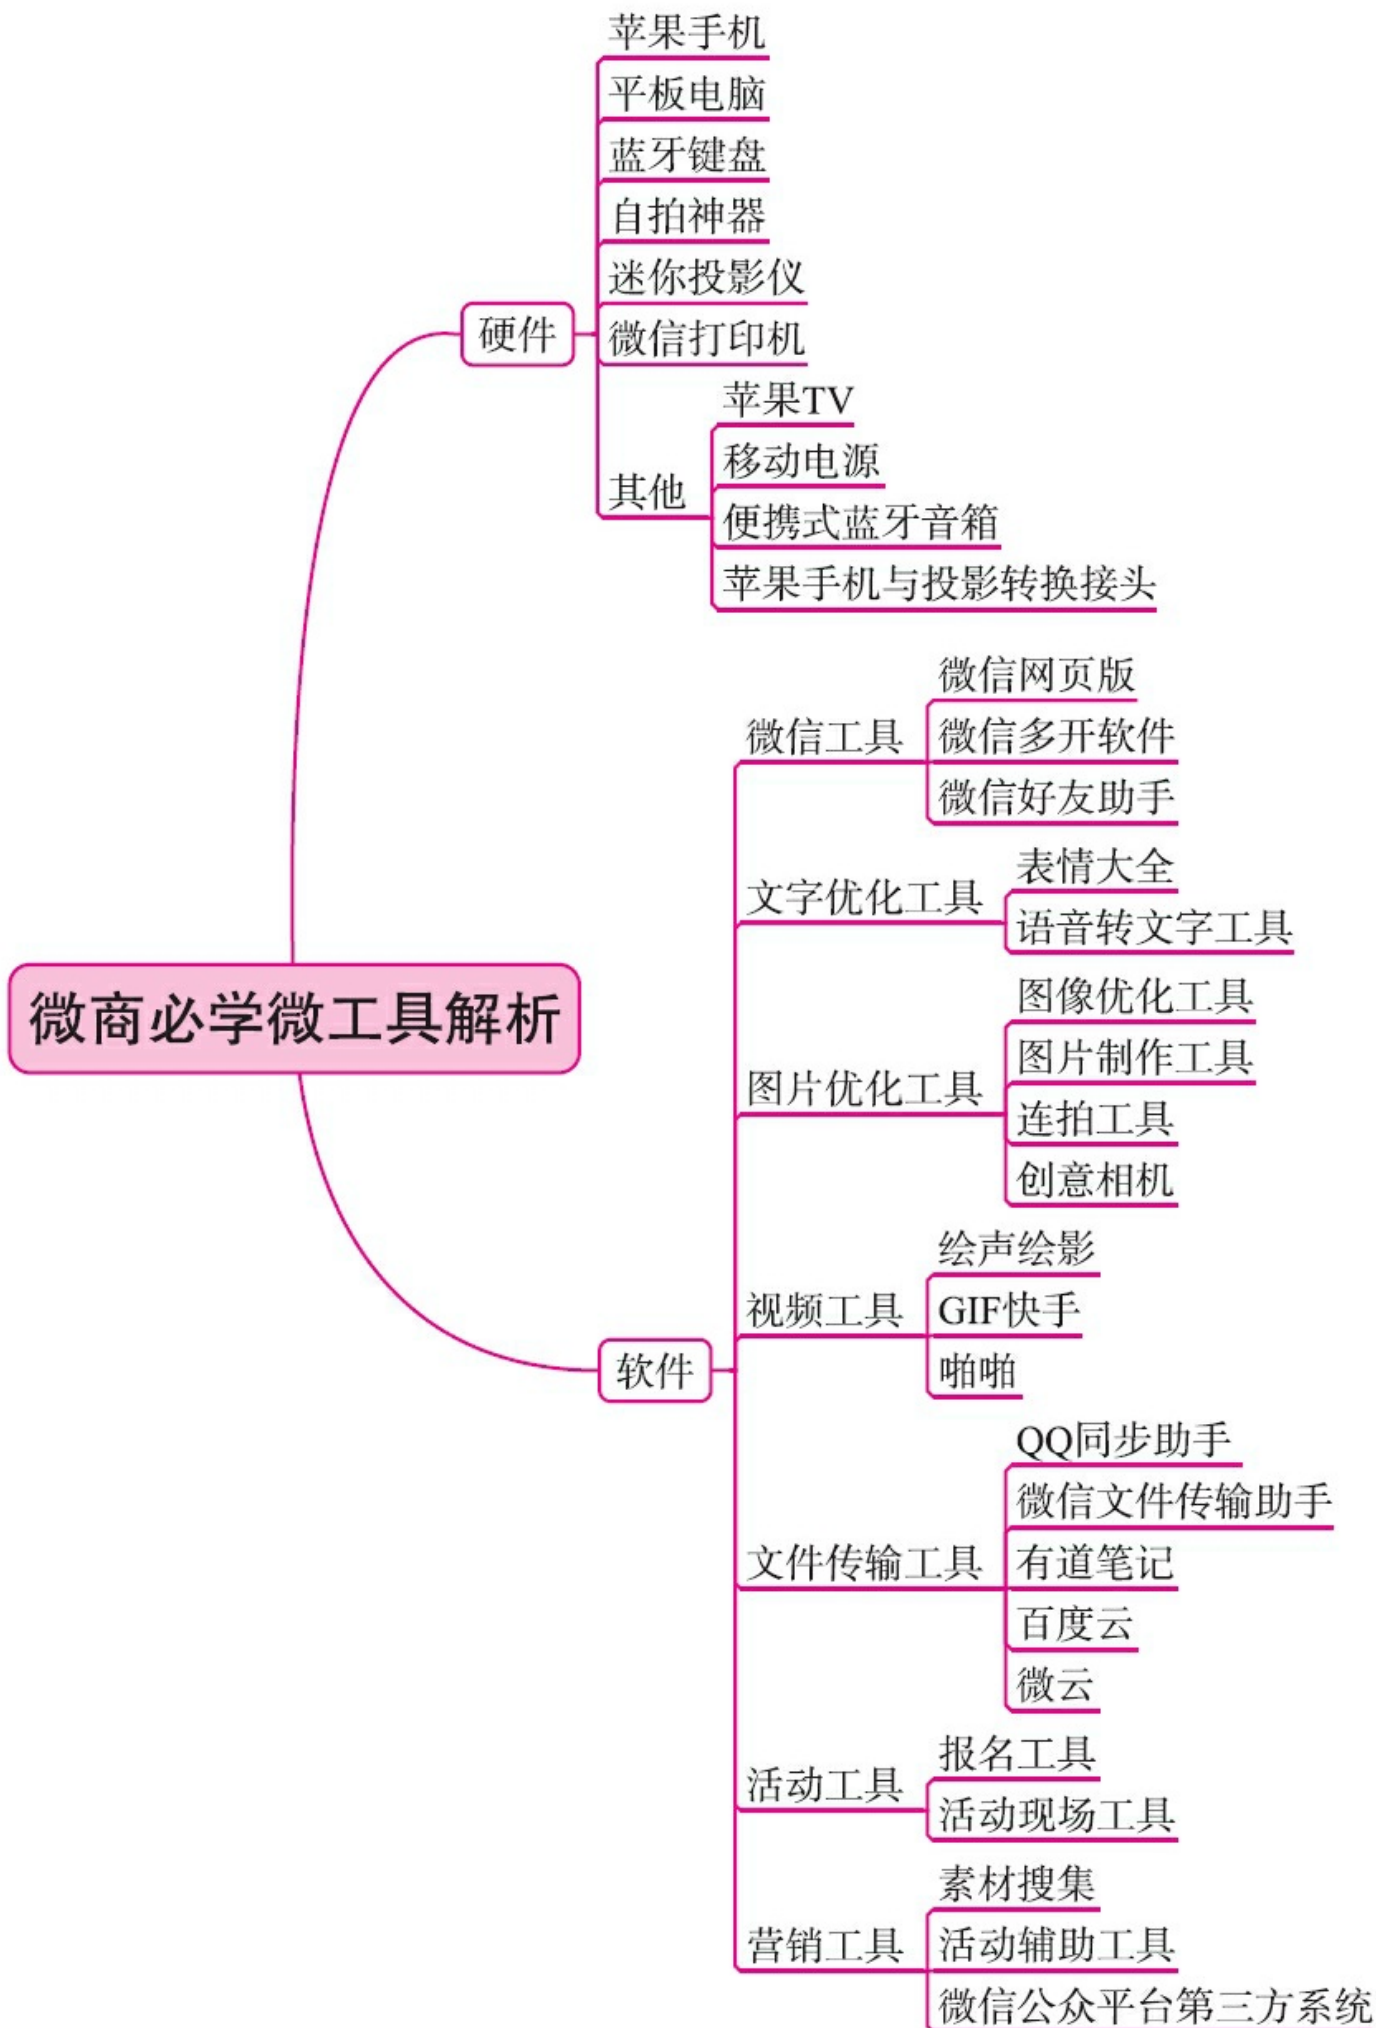 苹果手机
平板电脑
蓝牙键盘
自拍神器
迷你投影仪
硬件
微信打印机
苹果TV
移动电源
其他
便携式蓝牙音箱
苹果手机与投影转换接头
微信网页版
微信工具
微信多开软件
微信好友助手
表情大全
文字优化工具
语音转文字工具
图像优化工具
微商必学微工具解析
图片制作工具
图片优化工具
连拍工具
创意相机
绘声绘影
视频工具
GIF快手
软件
啪啪
QQ同步助手
微信文件传输助手
文件传输工具
有道笔记
百度云
微云
报名工具
活动工具
活动现场工具
素材搜集
营销工具
活动辅助工具
微信公众平台第三方系统